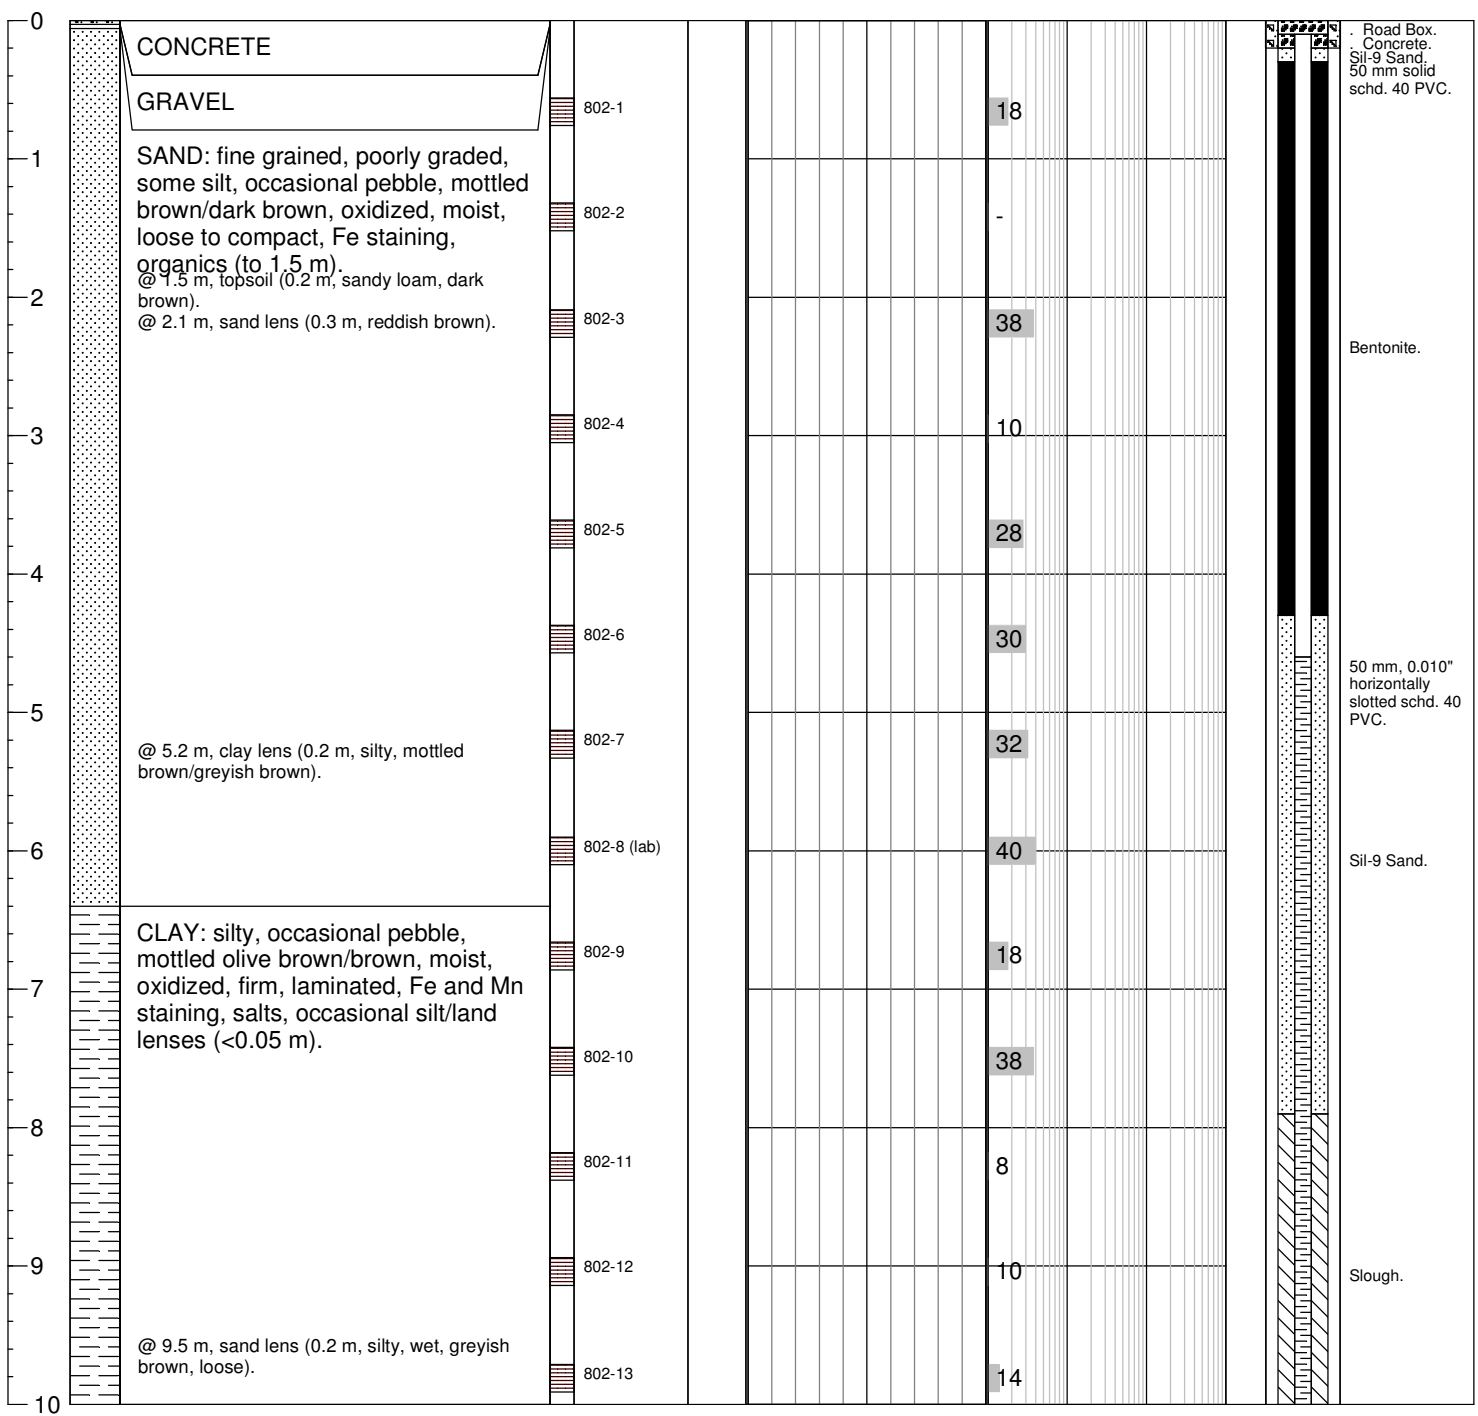 0
1
2
3
4
5
6
7
8
9
10
CONCRETE
GRAVEL
SAND: fine grained, poorly graded,
some silt, occasional pebble, mottled
brown/dark brown, oxidized, moist,
loose to compact, Fe staining,
organics (to 1.5 m).
@ 1.5 m, topsoil (0.2 m, sandy loam, dark
brown).
@ 2.1 m, sand lens (0.3 m, reddish brown).
@ 5.2 m, clay lens (0.2 m, silty, mottled
brown/greyish brown).
CLAY: silty, occasional pebble,
mottled olive brown/brown, moist,
oxidized, firm, laminated, Fe and Mn
staining, salts, occasional silt/land
lenses (<0.05 m).
@ 9.5 m, sand lens (0.2 m, silty, wet, greyish
brown, loose).
802-1
802-2
802-3
802-4
802-5
802-6
802-7
802-8 (lab)
802-9
802-10
802-11
802-12
802-13
18
-
38
10
28
30
32
40
18
38
8
10
14
. Road Box.
. Concrete.
Sil-9 Sand.
50 mm solid
schd. 40 PVC.
Bentonite.
50 mm, 0.010"
horizontally
slotted schd. 40
PVC.
Sil-9 Sand.
Slough.